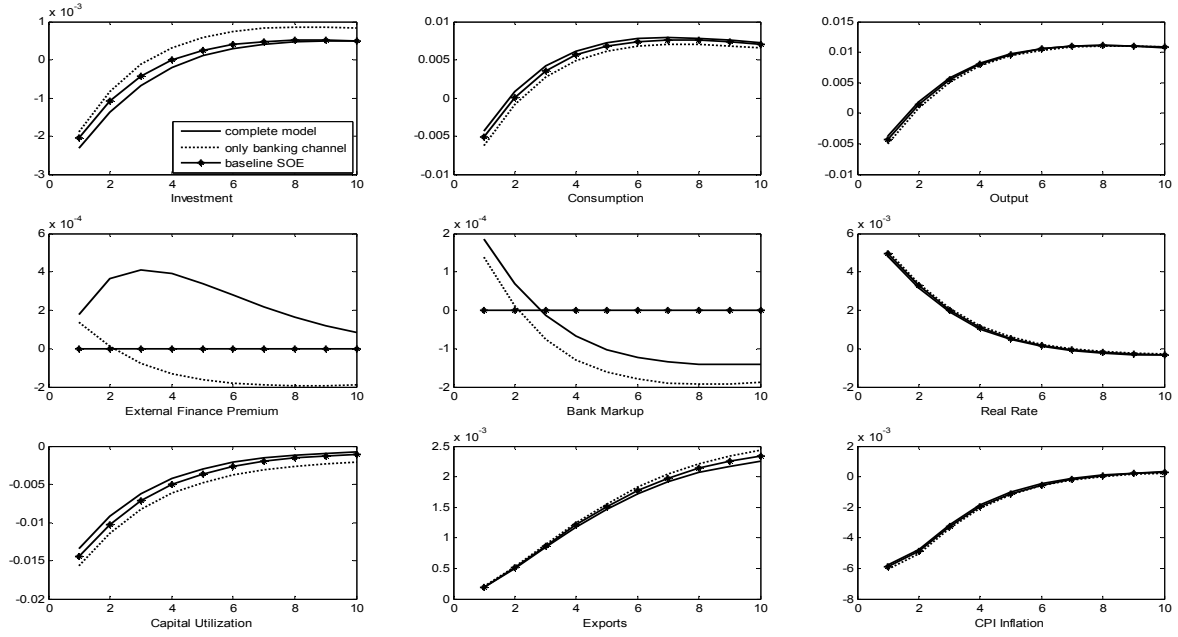 x 10-3
1
0
-1
-2
-3
0 2 4 6 8 10
Investment
complete model
only banking channel
baseline SOE
0.01
0.005
0
-0.005
-0.01
0 2 4 6 8 10
Consumption
0.015
0.01
0.005
0
-0.005
-0.01
0 2 4 6 8 10
Output
x 10-4
6
4
2
0
-2
0 2 4 6 8 10
External Finance Premium
x 10-4
2
1
0
-1
-2
0 2 4 6 8 10
Bank Markup
x 10-3
6
4
2
0
-2
0 2 4 6 8 10
Real Rate
0
-0.005
-0.01
-0.015
-0.02
0 2 4 6 8 10
Capital Utilization
x 10-3
2.5
2
1.5
1
0.5
0
0 2 4 6 8 10
Exports
x 10-3
2
0
-2
-4
-6
-8
0 2 4 6 8 10
CPI Inflation